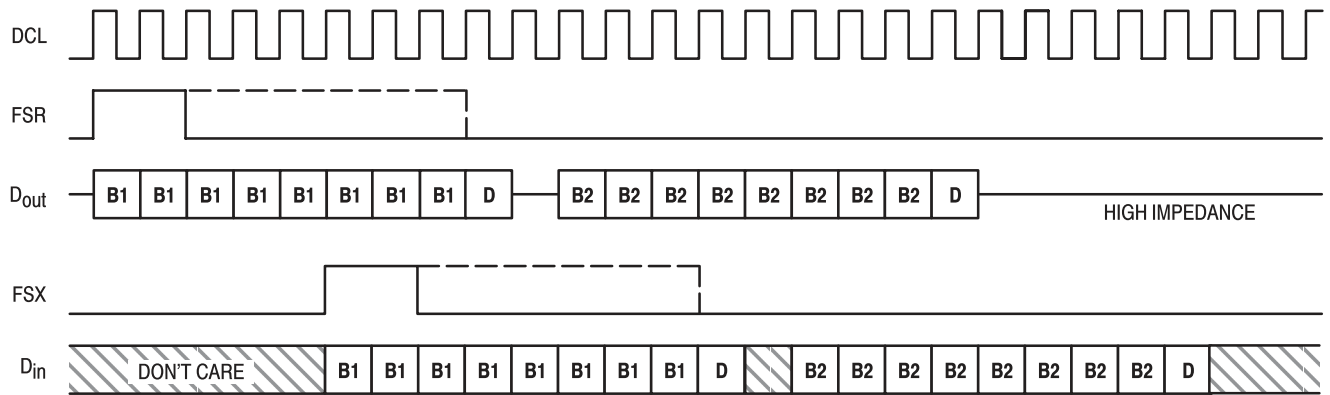 DCL
FSR
Dout B1 B1 B1 B1 B1 B1 B1 B1 D B2 B2 B2 B2 B2 B2 B2 B2 D
HIGH IMPEDANCE
FSX
Din DON'T CARE B1 B1 B1 B1 B1 B1 B1 B1 D B2 B2 B2 B2 B2 B2 B2 B2 D